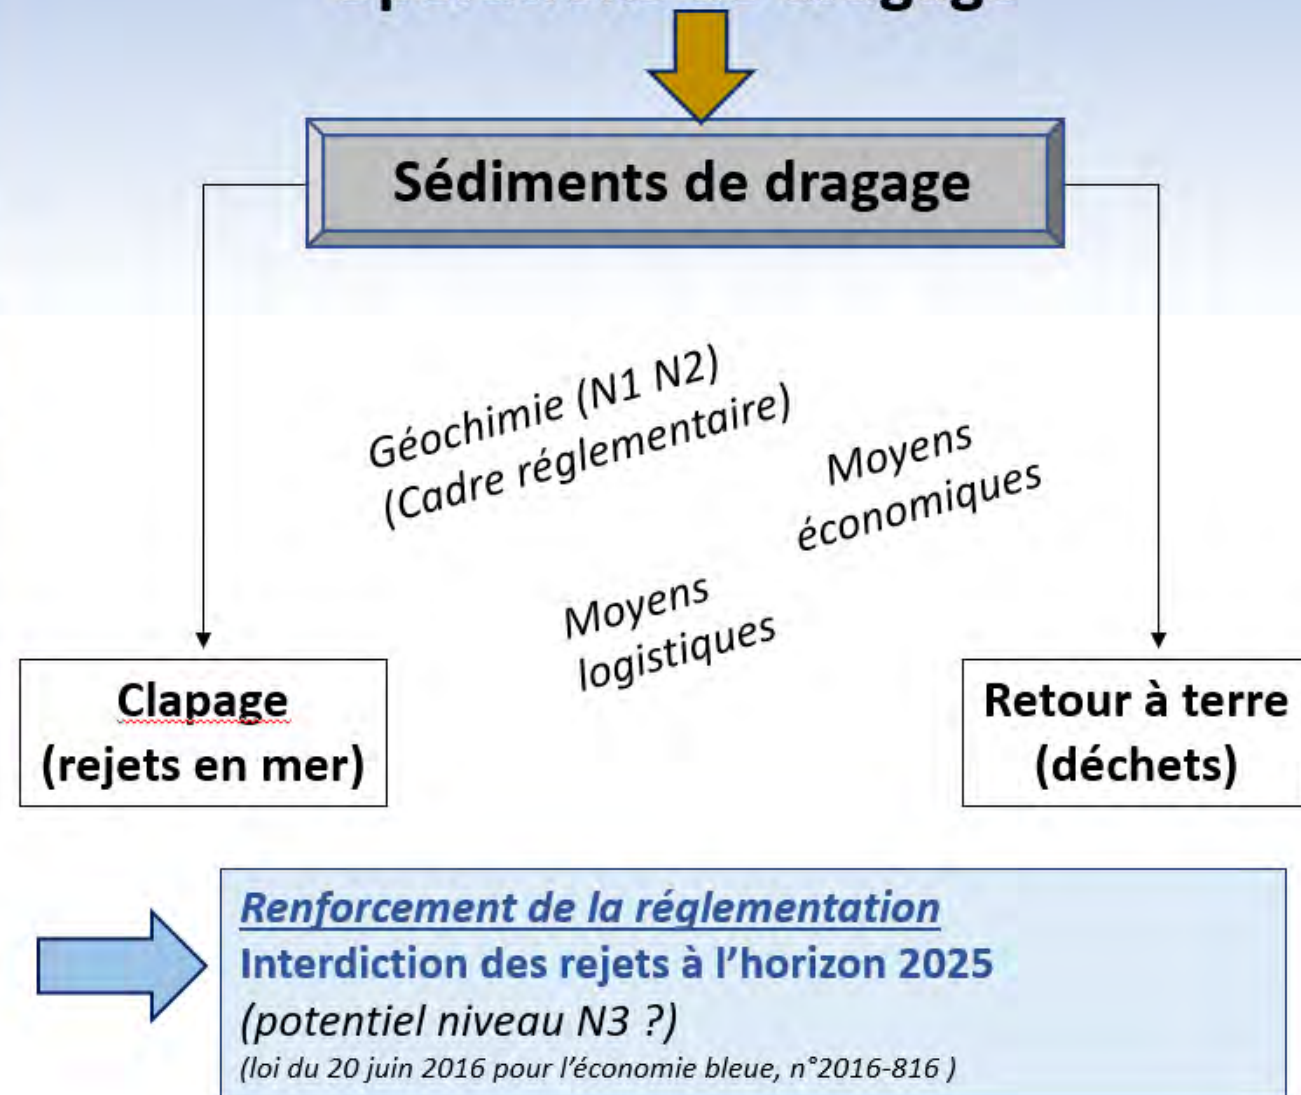 dragage
Sédiments de dragage
Géochimie (N1 N2)
(Cadre réglementaire)
Moyens
économiques
Moyens
logistiques
Clapage
(rejets en mer)
Retour à terre
(déchets)
Renforcement de la réglementation
Interdiction des rejets à l'horizon 2025
(potentiel niveau N3 ?)
(loi du 20 juin 2016 pour l'économie bleue, n°2016-816 )